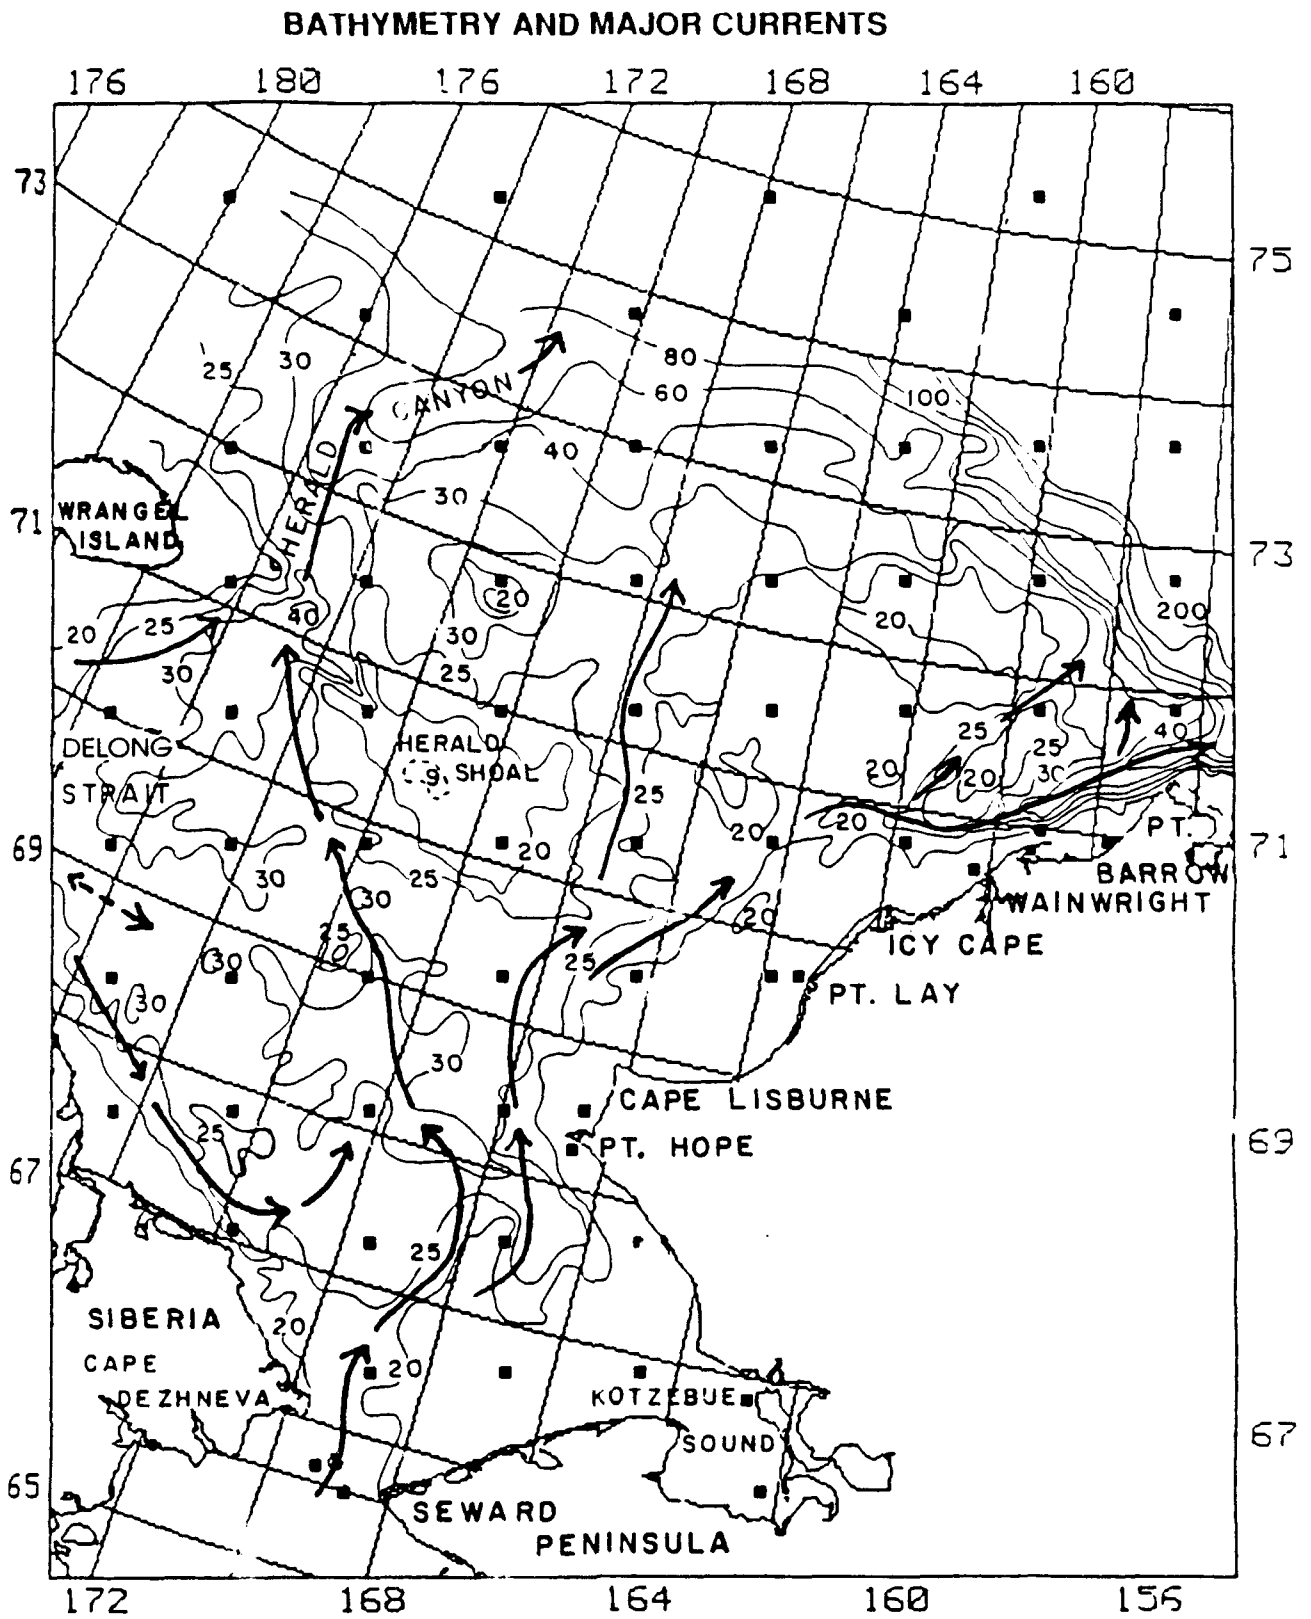 BATHYMETRY AND MAJOR CURRENTS
176 180 176 172 168 164 160
73
75
80
25 30
CANYON
60
100
40
HERALD
30
WRANGEL
71
ISLAND
73
20
200
40
20 25
20
30
25
30
25 40
DELONG
HERALD
25
9 SHOAL
20 20 30
STRAIT
25
20
20
PT.
69
20
71
30
25
BARROW
30
WAINWRIGHT
20
25
ICY CAPE
30
25
PT. LAY
30
30
CAPE LISBURNE
25
PT. HOPE
69
67
25
SIBERIA
20
CAPE
20
DEZHNEVA
KOTZEBUE
SOUND
67
65
SEWARD
PENINSULA
172 168 164 160 156